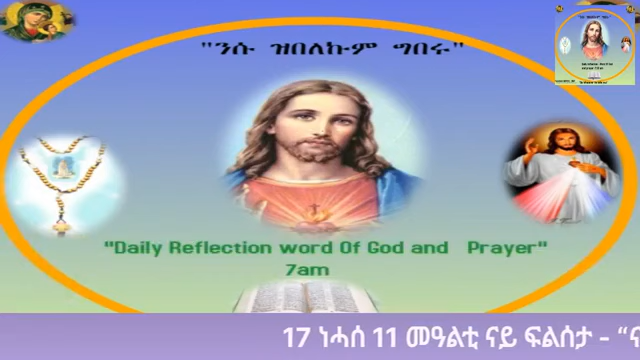 "ንሱ ዝበለኩም ግበሩ"
"Daily Reflection word Of God and Prayer"
7am
17 ነሓሰ 11 መዓልቲ ናይ ፍልሰታ - “